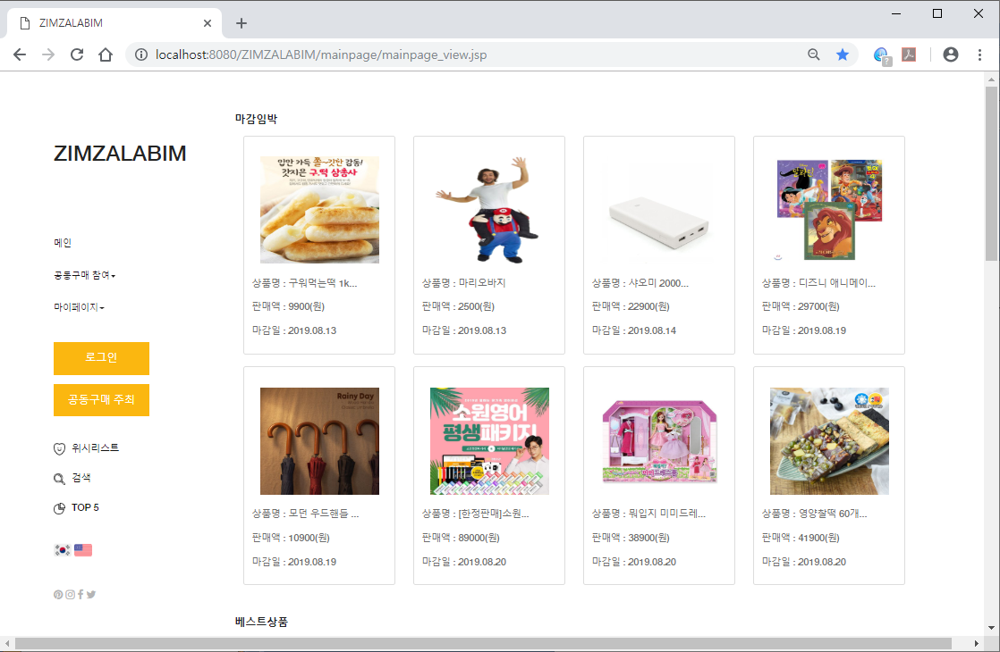 ZIMZALABIM
localhost:8080/ZIMZALABIM/mainpage/mainpage_view.jsp
ZIMZALABIM
메인
공동구매 참여
마이페이지
로그인
공동구매 주최
위시리스트
검색
TOP 5
마감임박
입안 가득 쫄~깃한 감동!
갓지은 구떡 삼총사
상품명 : 구워먹는떡 1k...
판매액 : 9900(원)
마감일 : 2019.08.13
상품명 : 마리오바지
판매액 : 2500(원)
마감일 : 2019.08.13
상품명 : 샤오미 2000...
판매액 : 22900(원)
마감일 : 2019.08.14
상품명 : 디즈니 애니메이...
판매액 : 29700(원)
마감일 : 2019.08.19
Rainy Day
상품명 : 모던 우드핸들 ...
판매액 : 10900(원)
마감일 : 2019.08.19
소원영어
평생패키지
상품명 : [한정판매]소원...
판매액 : 89000(원)
마감일 : 2019.08.20
상품명 : 뭐입지 미미드레...
판매액 : 38900(원)
마감일 : 2019.08.20
상품명 : 영양찰떡 60개...
판매액 : 41900(원)
마감일 : 2019.08.20
베스트상품